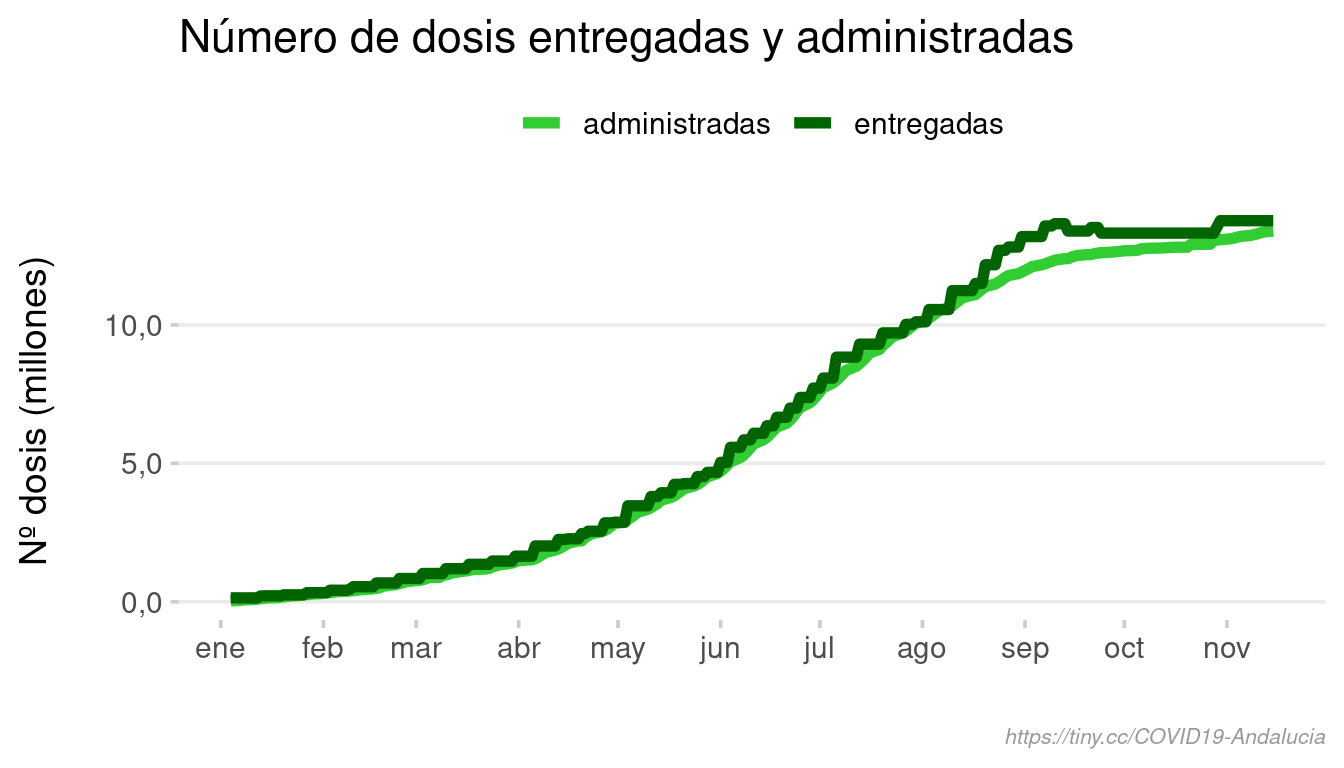 Número de dosis entregadas y administradas
administradas entregadas
Nº dosis (millones)
10,0
5,0
0,0
ene feb mar abr may jun jul ago sep oct nov
https://tiny.cc/COVID19-Andalucia